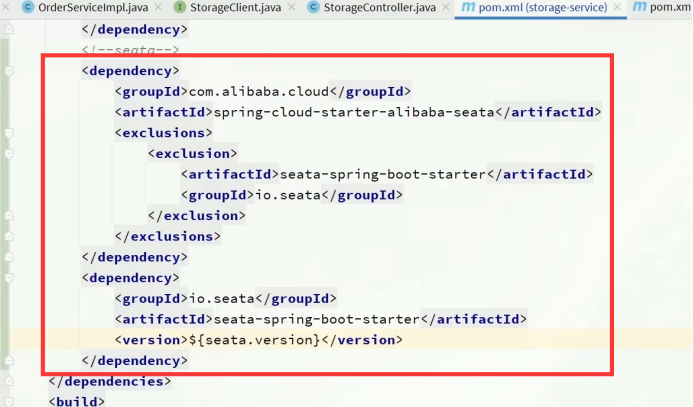 OrderServiceImpl.java × StorageClient.java × StorageController.java × pom.xml (storage-service) × pom.xm
</dependency>
<!--seata-->
<dependency>
<groupId>com.alibaba.cloud</groupId>
<artifactId>spring-cloud-starter-alibaba-seata</artifactId>
<exclusions>
<exclusion>
<artifactId>seata-spring-boot-starter</artifactId>
<groupId>io.seata</groupId>
</exclusion>
</exclusions>
</dependency>
<dependency>
<groupId>io.seata</groupId>
<artifactId>seata-spring-boot-starter</artifactId>
<version>${seata.version}</version>
</dependency>
</dependencies>
<build>